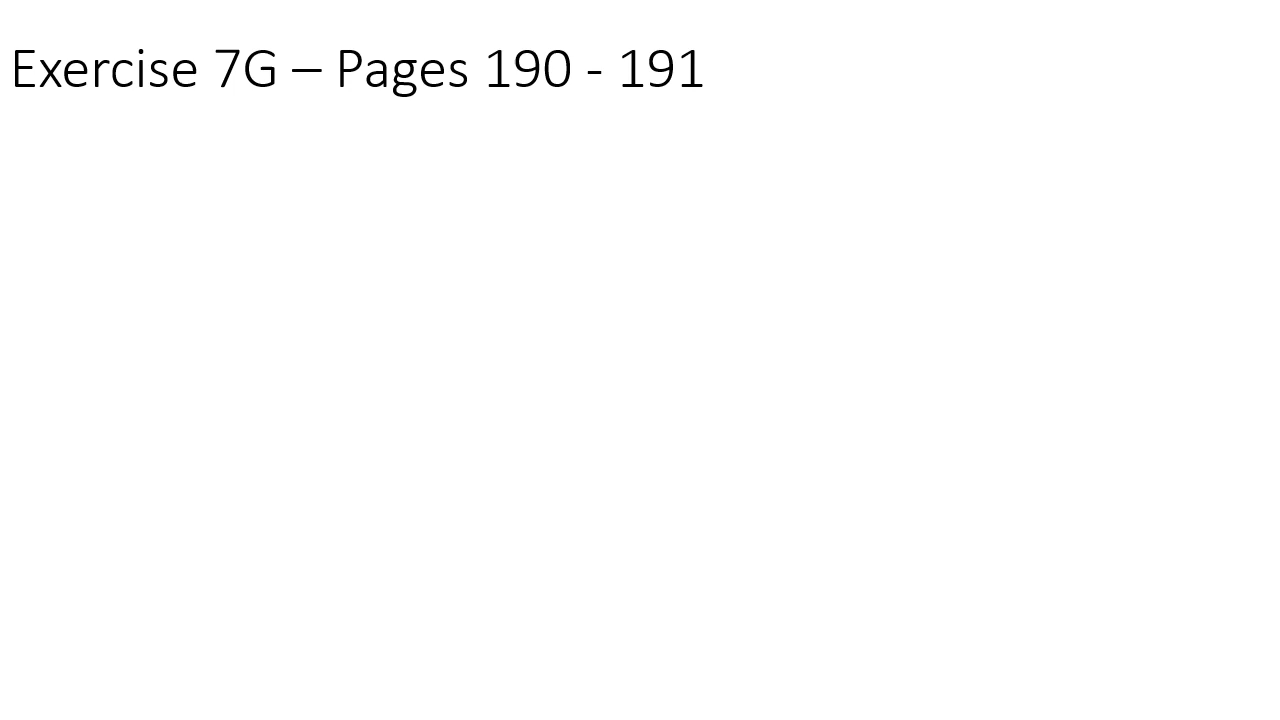 Exercise 7G – Pages 190 - 191